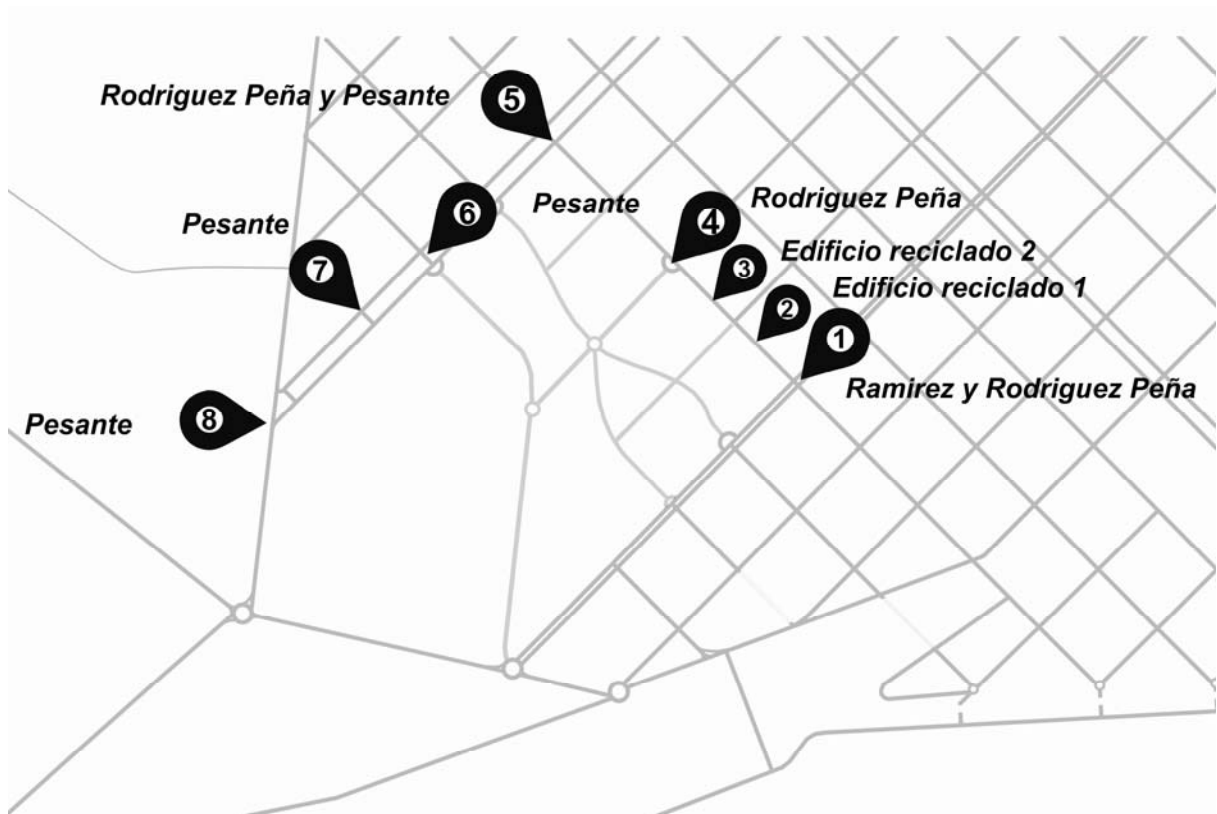 Rodriguez Peña y Pesante
5
Pesante
6
Pesante
4
Rodriguez Peña
7
3
Edificio reciclado 2
2
Edificio reciclado 1
1
Ramirez y Rodriguez Peña
Pesante
8